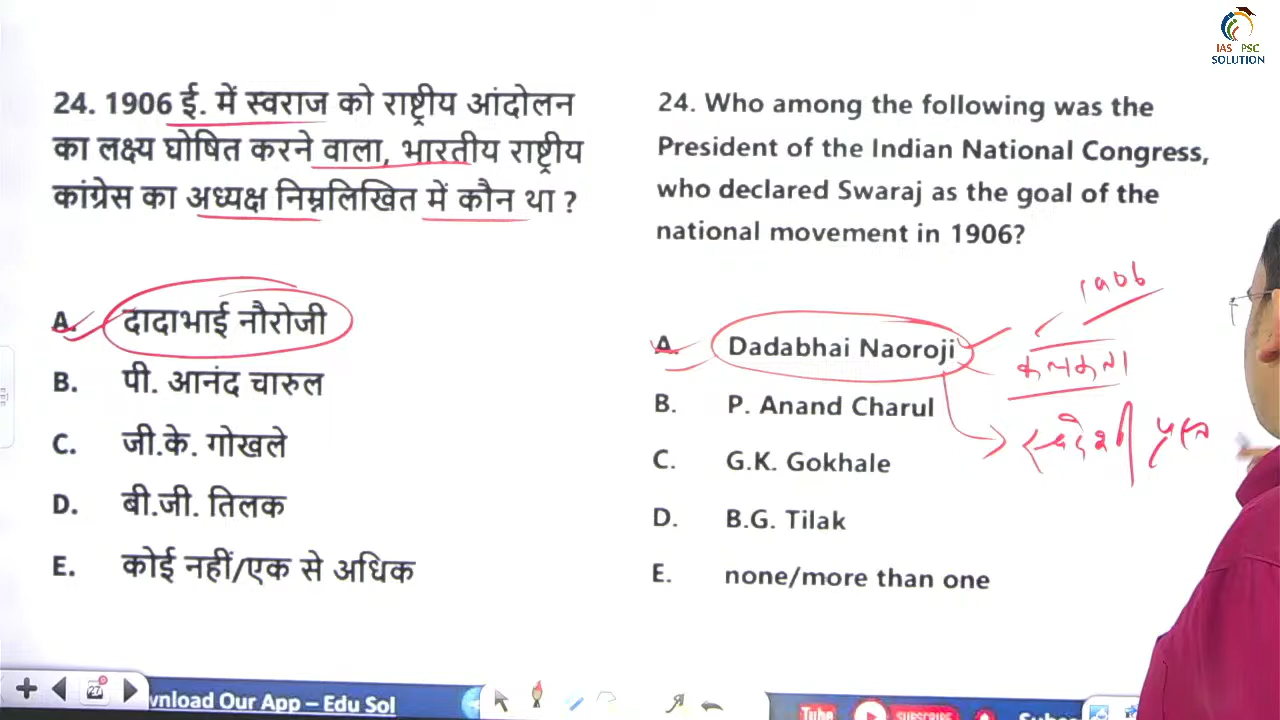 IAS PSC
SOLUTION
24. 1906 ई. में स्वराज को राष्ट्रीय आंदोलन
का लक्ष्य घोषित करने वाला, भारतीय राष्ट्रीय
कांग्रेस का अध्यक्ष निम्नलिखित में कौन था ?
A. दादाभाई नौरोजी
B. पी. आनंद चारुल
C. जी.के. गोखले
D. बी.जी. तिलक
E. कोई नहीं/एक से अधिक
24. Who among the following was the
President of the Indian National Congress,
who declared Swaraj as the goal of the
national movement in 1906?
A. Dadabhai Naoroji
B. P. Anand Charul
C. G.K. Gokhale
D. B.G. Tilak
E. none/more than one
1906
कलकत्ता
27
wnload Our App – Edu Sol
Tube
SUBSCRIBE